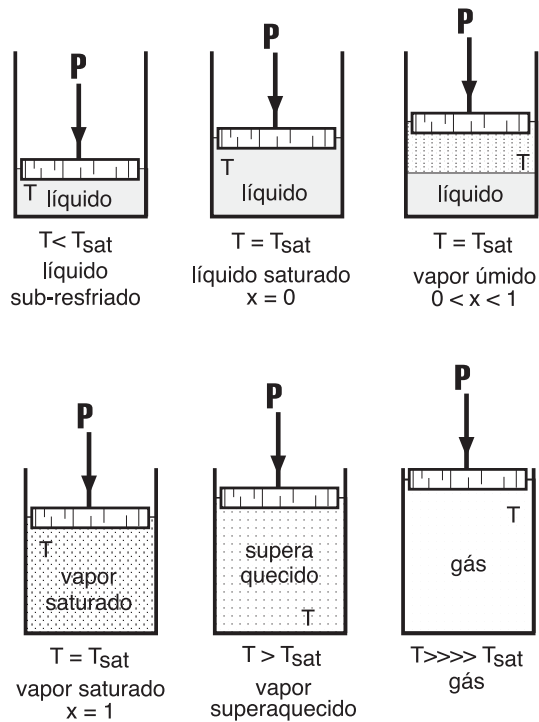 P
T
líquido
T< Tsat
líquido
sub-resfriado
P
T
líquido
T = Tsat
líquido saturado
x = 0
P
T
líquido
T = Tsat
vapor úmido
0 < x < 1
P
T
vapor
saturado
T = Tsat
vapor saturado
x = 1
P
supera
quecido
T
T > Tsat
vapor
superaquecido
P
T
gás
T>>>> Tsat
gás